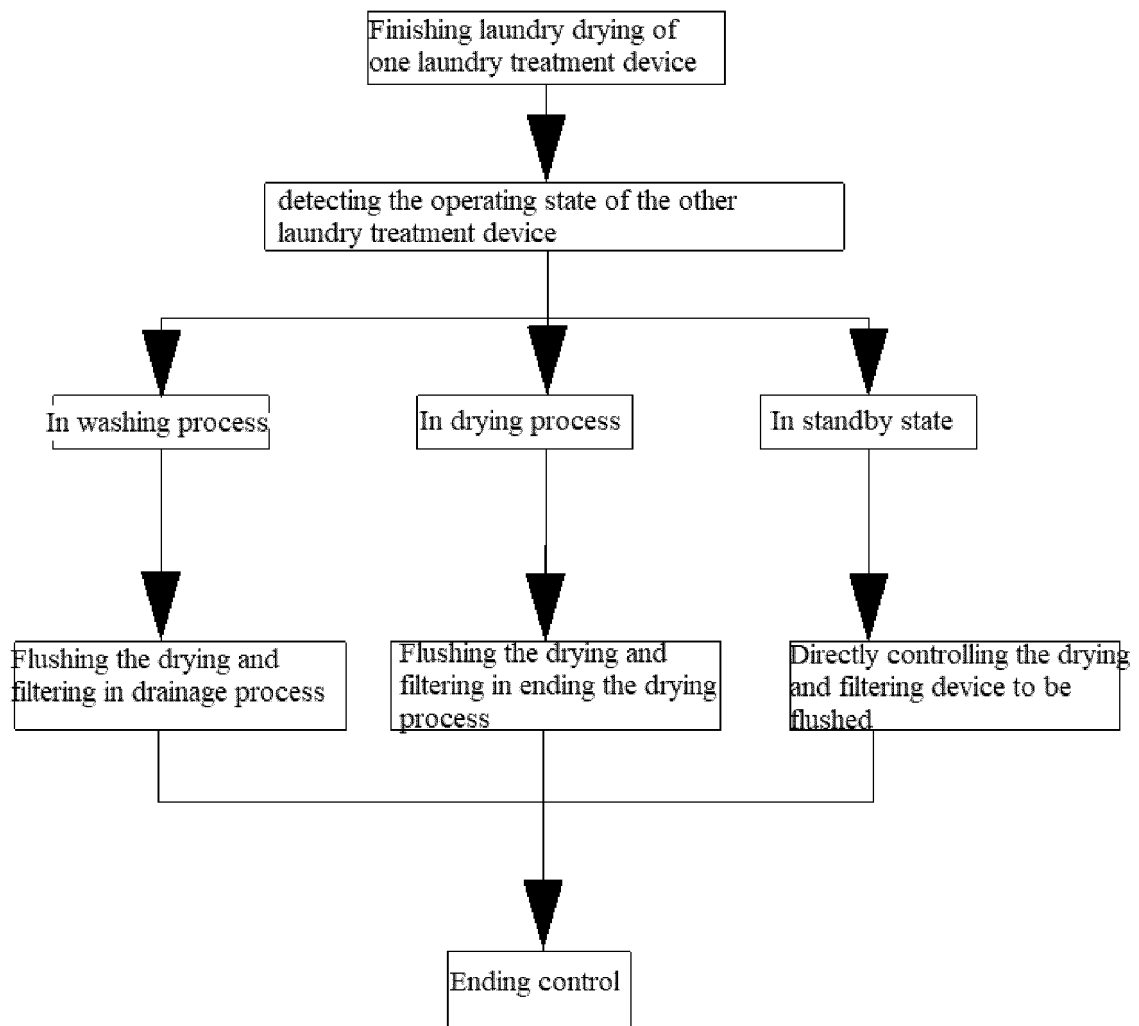 Finishing laundry drying of
one laundry treatment device
detecting the operating state of the other
laundry treatment device
In washing process
In drying process
In standby state
Flushing the drying and
filtering in drainage process
Flushing the drying and
filtering in ending the drying
process
Directly controlling the drying
and filtering device to be
flushed
Ending control